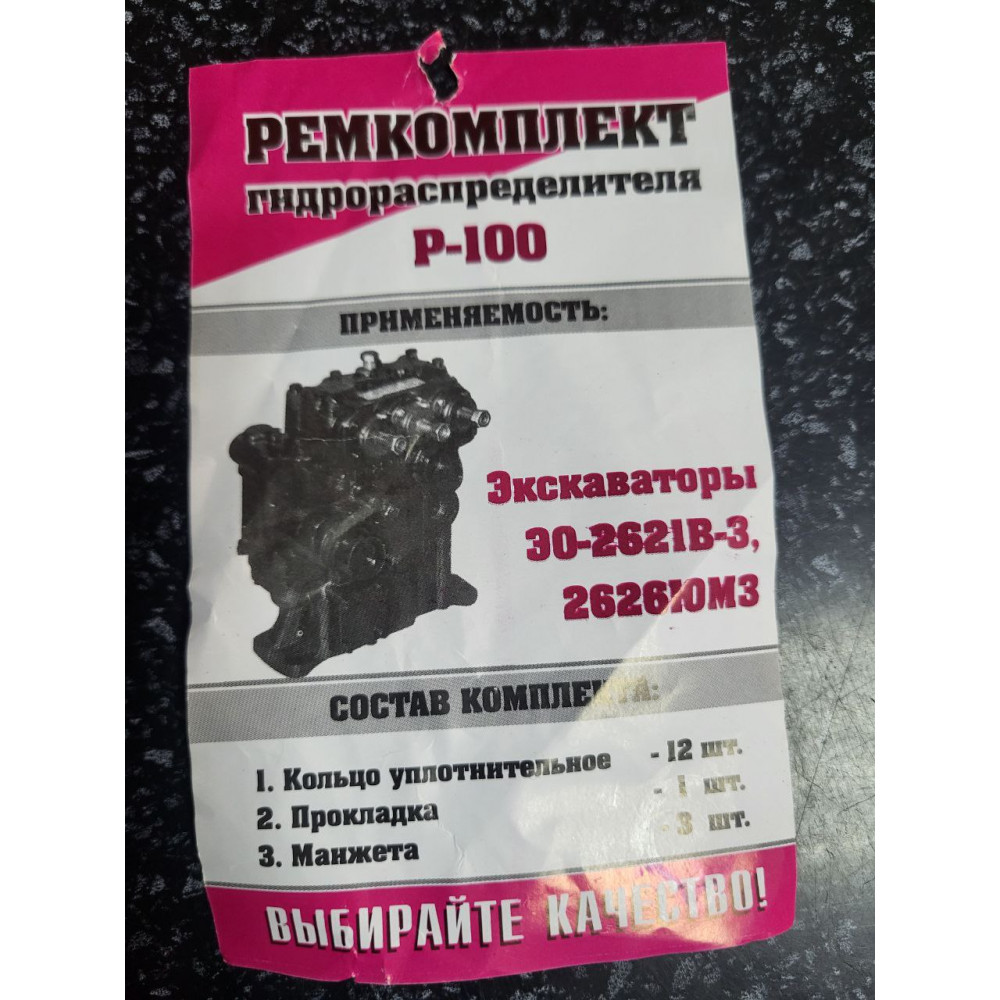 РЕМКОМПЛЕКТ
гидрораспределителя
Р-100
ПРИМЕНЯЕМОСТЬ:
Экскаваторы
ЭО-2621В-3,
2626ЮМЗ
СОСТАВ КОМПЛЕКТА:
1. Кольцо уплотнительное - 12 шт.
2. Прокладка - 1 шт.
3. Манжета - 3 шт.
ВЫБИРАЙТЕ КАЧЕСТВО!